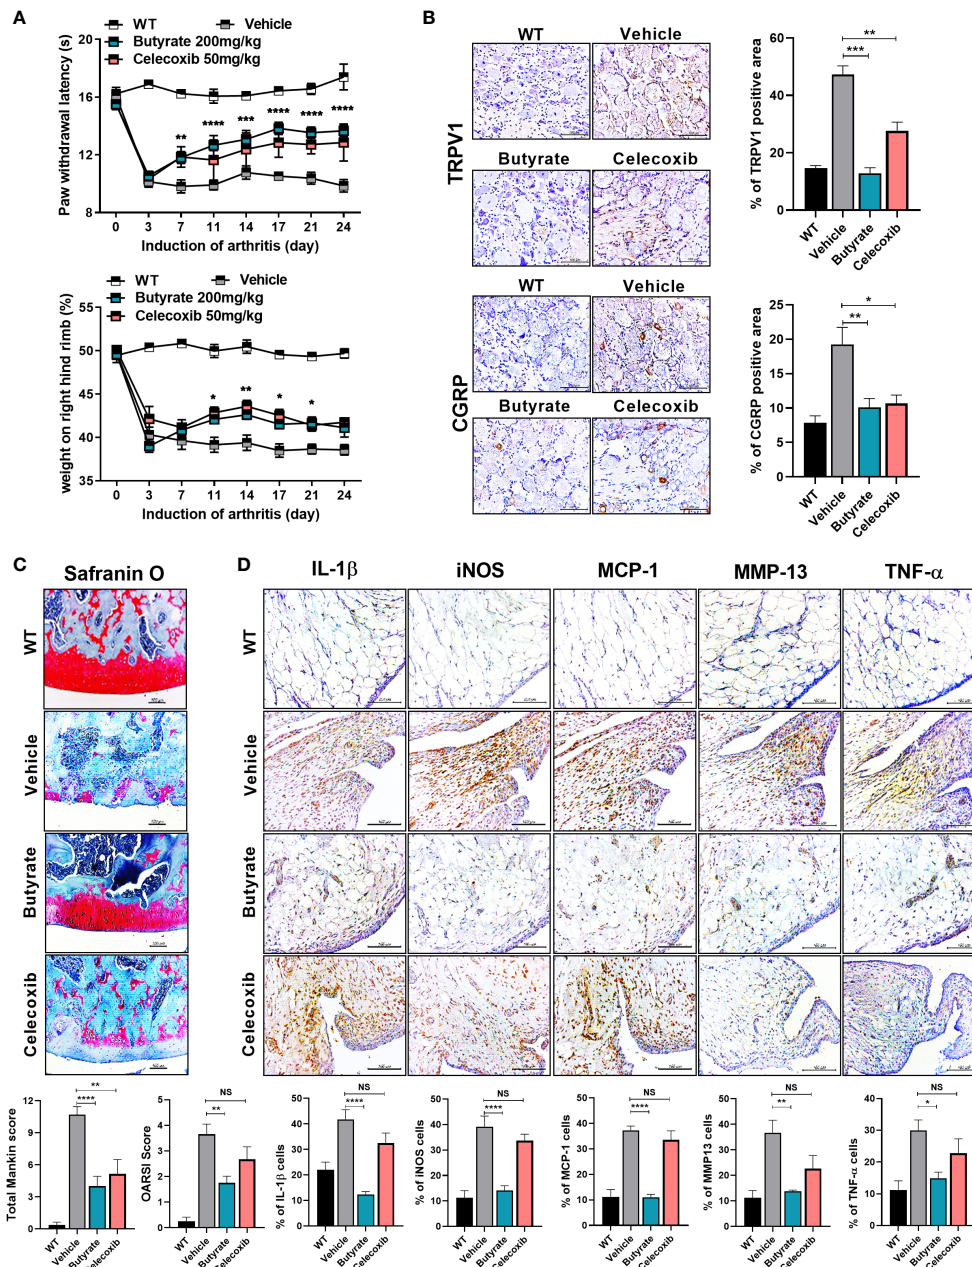 A
WT
Vehicle
Butyrate 200mg/kg
Celecoxib 50mg/kg
Paw withdrawal latency (s)
20
16
12
8
** **** *** **** **** ****
0 3 7 11 14 17 21 24
Induction of arthritis (day)
WT
Vehicle
Butyrate 200mg/kg
Celecoxib 50mg/kg
weight on right hind rimb (%)
55
50
45
40
35
* ** * *
0 3 7 11 14 17 21 24
Induction of arthritis (day)
B
TRPV1
WT Vehicle
Butyrate Celecoxib
% of TRPV1 positive area
60
40
20
0
**
***
WT Vehicle Butyrate Celecoxib
CGRP
WT Vehicle
Butyrate Celecoxib
% of CGRP positive area
25
20
15
10
5
0
*
**
WT Vehicle Butyrate Celecoxib
C
Safranin O
WT
Vehicle
Butyrate
Celecoxib
Total Mankin score
12
9
6
3
0
**
****
WT Vehicle Butyrate Celecoxib
OARSI Score
5
4
3
2
1
0
NS
**
WT Vehicle Butyrate Celecoxib
D
IL-1β iNOS MCP-1 MMP-13 TNF-α
WT
Vehicle
Butyrate
Celecoxib
% of IL-1β cells
50
40
30
20
10
0
NS
****
WT Vehicle Butyrate Celecoxib
% of iNOS cells
50
40
30
20
10
0
NS
****
WT Vehicle Butyrate Celecoxib
% of MCP-1 cells
50
40
30
20
10
0
NS
****
WT Vehicle Butyrate Celecoxib
% of MMP13 cells
50
40
30
20
10
0
NS
**
WT Vehicle Butyrate Celecoxib
% of TNF-α cells
40
30
20
10
0
NS
*
WT Vehicle Butyrate Celecoxib